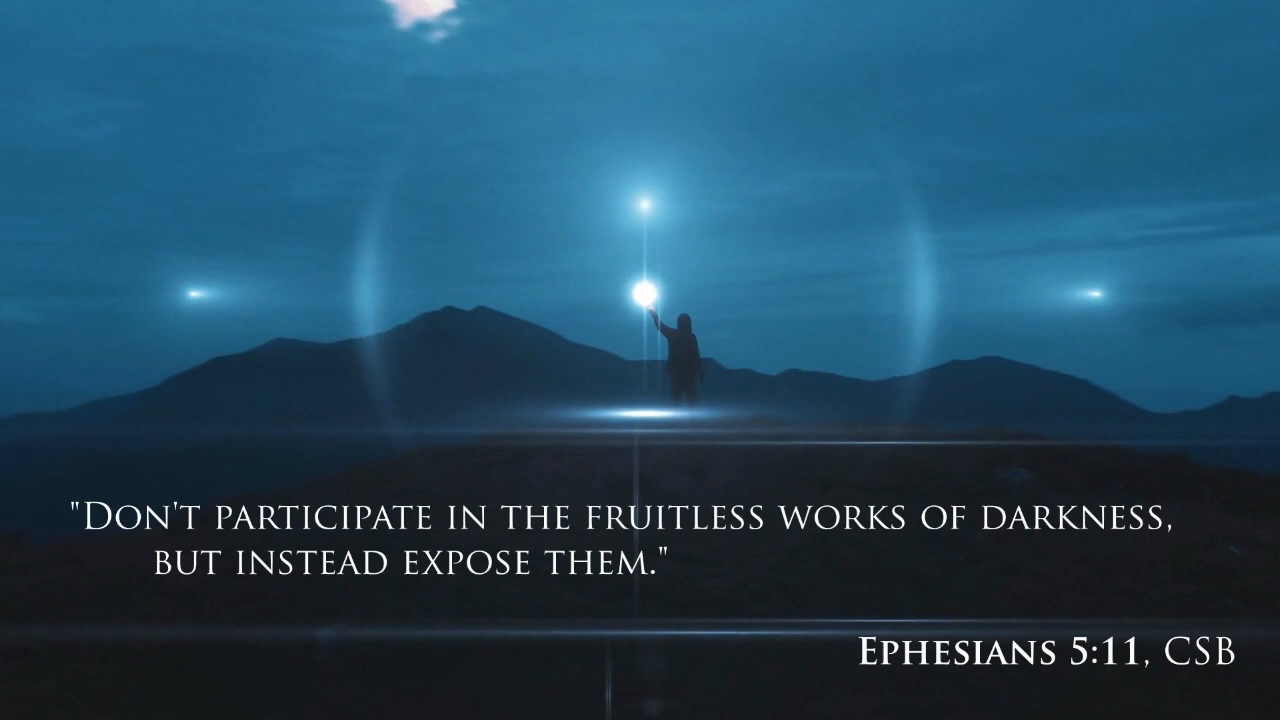 "Don't participate in the fruitless works of darkness,
but instead expose them."
Ephesians 5:11, CSB